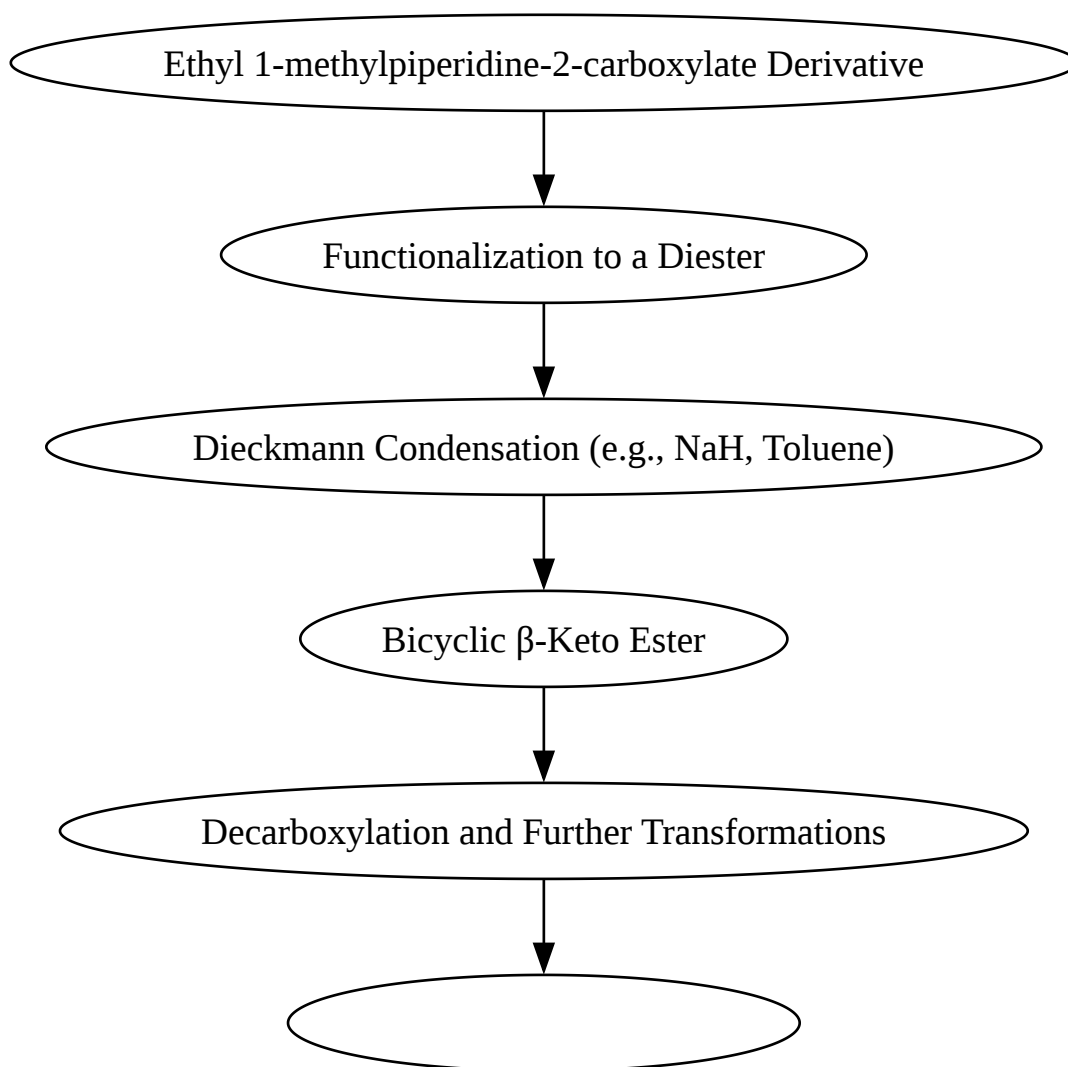 Ethyl 1-methylpiperidine-2-carboxylate Derivative
Functionalization to a Diester
Dieckmann Condensation (e.g., NaH, Toluene)
Bicyclic β-Keto Ester
Decarboxylation and Further Transformations